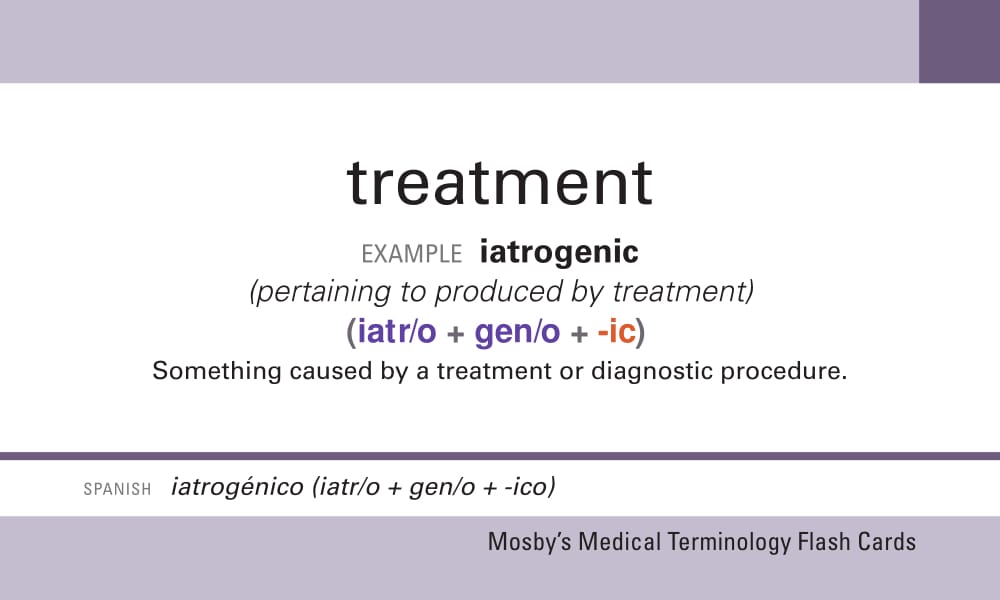 treatment
EXAMPLE iatrogenic
(pertaining to produced by treatment)
(iatr/o + gen/o + -ic)
Something caused by a treatment or diagnostic procedure.
SPANISH iatrogénico (iatr/o + gen/o + -ico)
Mosby’s Medical Terminology Flash Cards